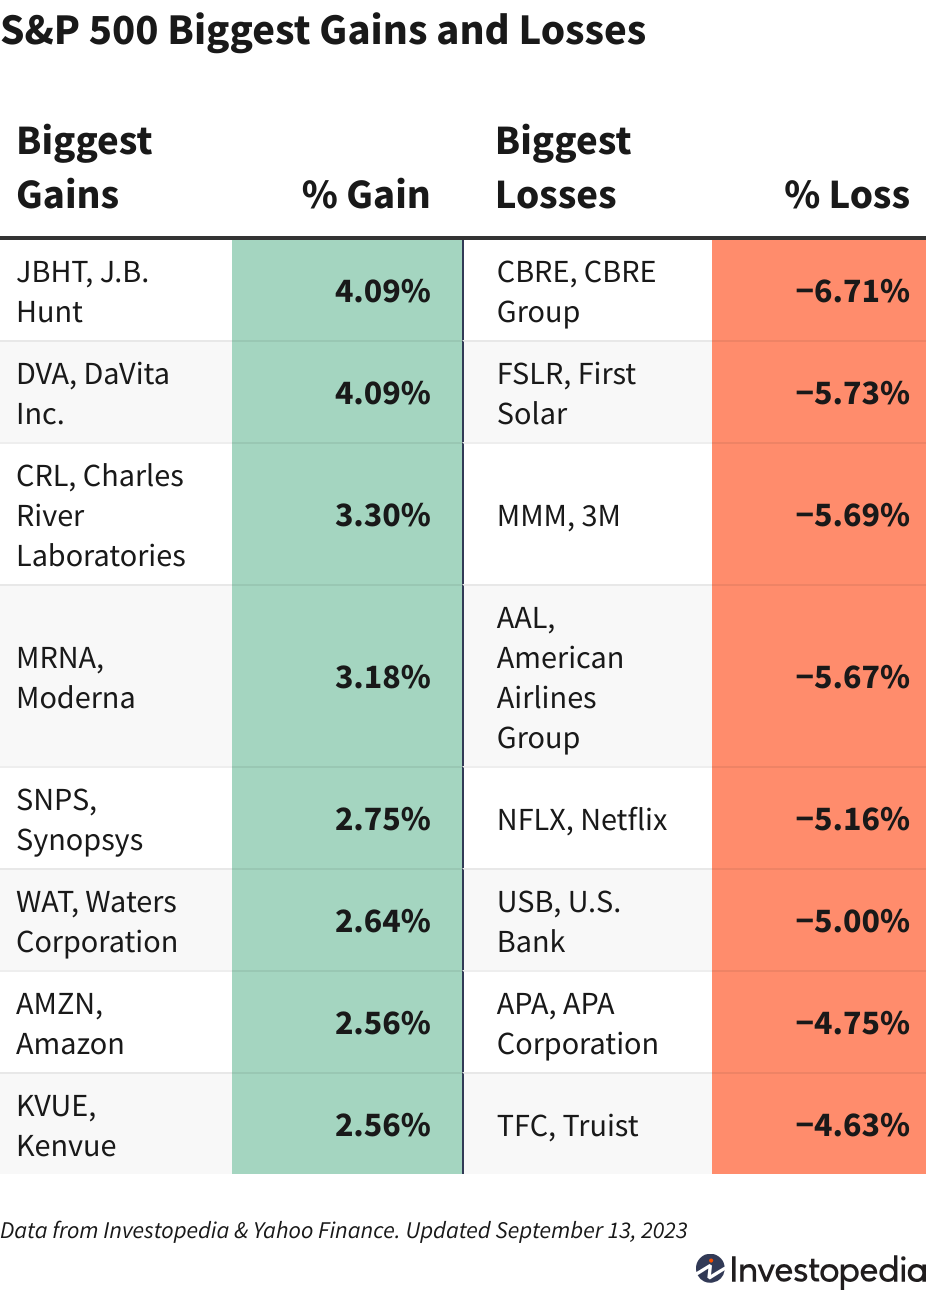 S&P 500 Biggest Gains and Losses
Biggest
Gains
% Gain
Biggest
Losses
% Loss
JBHT, J.B.
Hunt
4.09%
CBRE, CBRE
Group
−6.71%
DVA, DaVita
Inc.
4.09%
FSLR, First
Solar
−5.73%
CRL, Charles
River
Laboratories
3.30%
MMM, 3M
−5.69%
MRNA,
Moderna
3.18%
AAL,
American
Airlines
Group
−5.67%
SNPS,
Synopsys
2.75%
NFLX, Netflix
−5.16%
WAT, Waters
Corporation
2.64%
USB, U.S.
Bank
−5.00%
AMZN,
Amazon
2.56%
APA, APA
Corporation
−4.75%
KVUE,
Kenvue
2.56%
TFC, Truist
−4.63%
Data from Investopedia & Yahoo Finance. Updated September 13, 2023
Investopedia